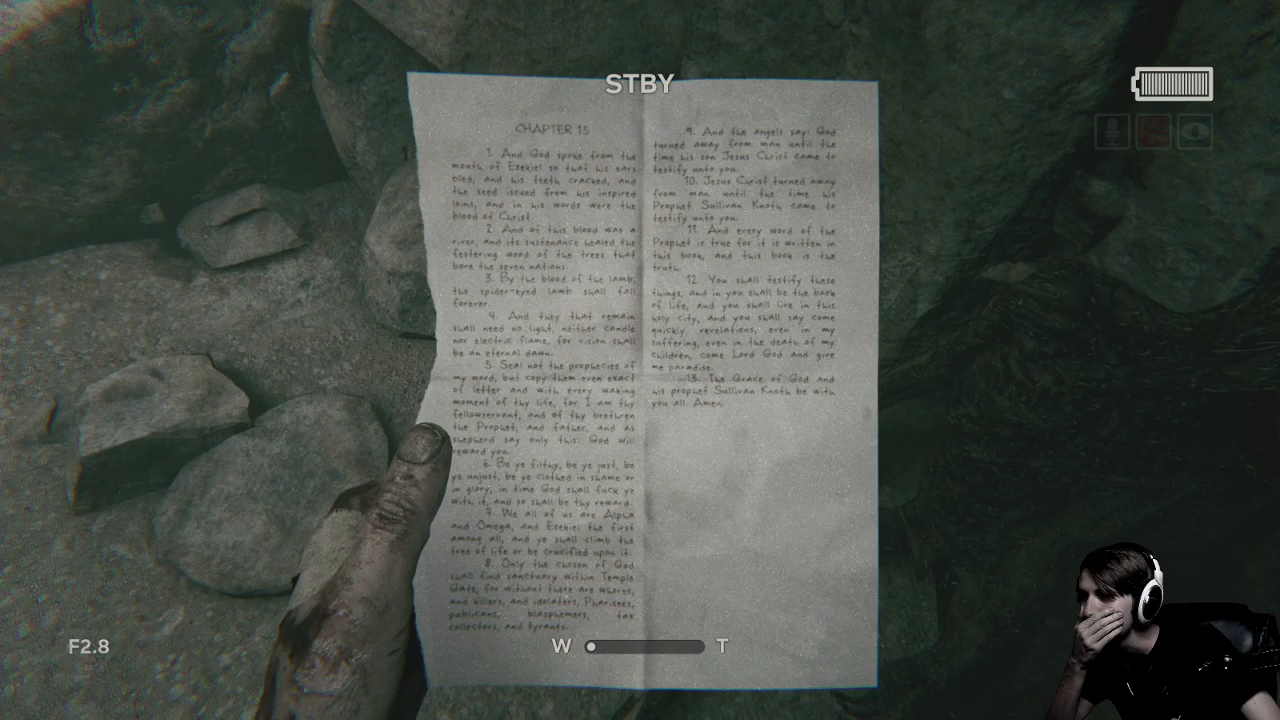 STBY
CHAPTER 15
1. And God spoke from the
mouth of Ezekiel so that his ears
bled, and his teeth cracked, and
the seed issued from his inspired
loins, and in his words were the
blood of Christ.
2. And of this blood was a
river, and its sustenance healed the
festering wood of the trees that
bore the seven nations.
3. By the blood of the lamb,
the spider-eyed lamb shall fall
forever.
4. And they that remain
shall need no light, neither candle
nor electric flame, for vision shall
be an eternal dawn.
5. Seal not the prophecies of
my word, but copy them even exact
of letter and with every waking
moment of thy life, for I am thy
fellowservant, and of thy brethren
the Prophet, and father, and as
shepherd say only this: God will
reward you.
6. Be ye filthy, be ye just, be
ye unjust, be ye clothed in shame or
in glory, in time God shall fuck ye
with it, and so shall be thy reward.
7. We all of us are Alpha
and Omega, and Ezekiel the first
among all, and ye shall climb the
tree of life or be crucified upon it.
8. Only the chosen of God
shall find sanctuary within Temple
Gate, for without there are whores,
and killers, and idolaters, Pharisees,
publicans, blasphemers, tax
collectors, and tyrants.
9. And the angels say: God
turned away from man until the
time his son Jesus Christ came to
testify unto you.
10. Jesus Christ turned away
from man until the time his
Prophet Sullivan Knoth came to
testify unto you.
11. And every word of the
Prophet is true for it is written in
this book, and this book is the
truth.
12. You shall testify these
things, and in you shall be the book
of life, and you shall live in this
holy city, and you shall say come
quickly, revelations, even in my
suffering, even in the death of my
children, come Lord God and give
me paradise.
13. The Grace of God and
his prophet Sullivan Knoth be with
you all. Amen.
F2.8
W T